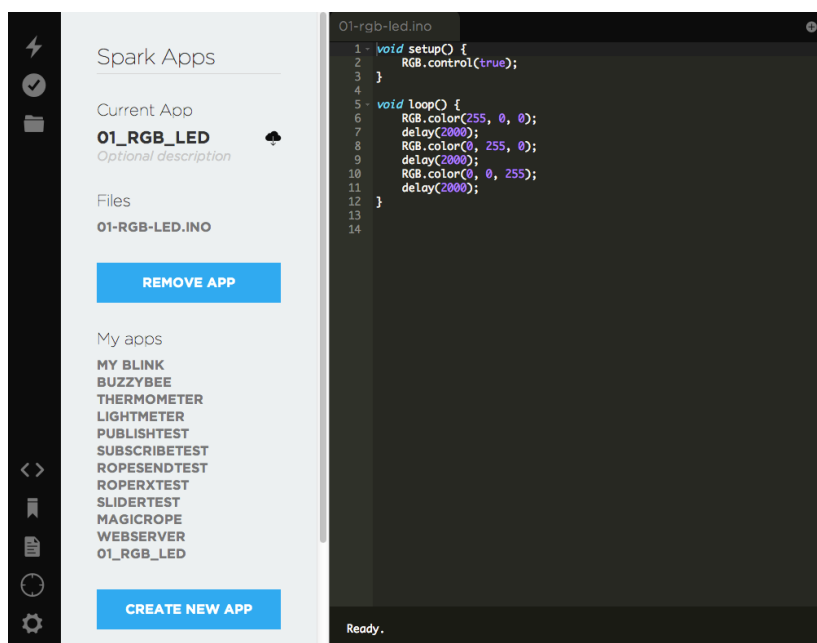 Spark Apps
Current App
01_RGB_LED
Optional description
Files
01-RGB-LED.INO
REMOVE APP
My apps
MY BLINK
BUZZYBEE
THERMOMETER
LIGHTMETER
PUBLISHTEST
SUBSCRIBETEST
ROPESENDTEST
ROPERXTEST
SLIDERTEST
MAGICROPE
WEBSERVER
01_RGB_LED
CREATE NEW APP
01-rgb-led.ino
1 void setup() {
2 RGB.control(true);
3 }
4
5 void loop() {
6 RGB.color(255, 0, 0);
7 delay(2000);
8 RGB.color(0, 255, 0);
9 delay(2000);
10 RGB.color(0, 0, 255);
11 delay(2000);
12 }
13
14
Ready.